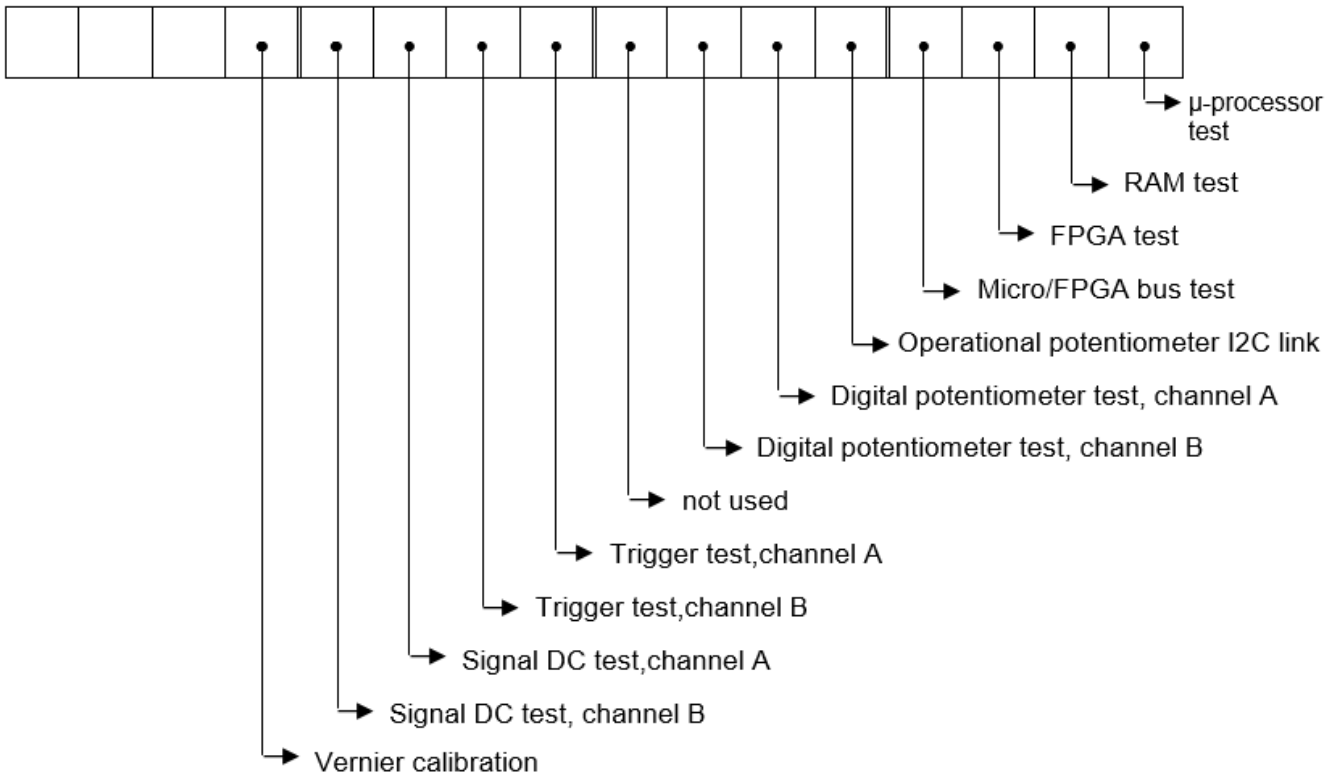 μ-processor
test
RAM test
FPGA test
Micro/FPGA bus test
Operational potentiometer I2C link
Digital potentiometer test, channel A
Digital potentiometer test, channel B
not used
Trigger test,channel A
Trigger test,channel B
Signal DC test,channel A
Signal DC test, channel B
Vernier calibration